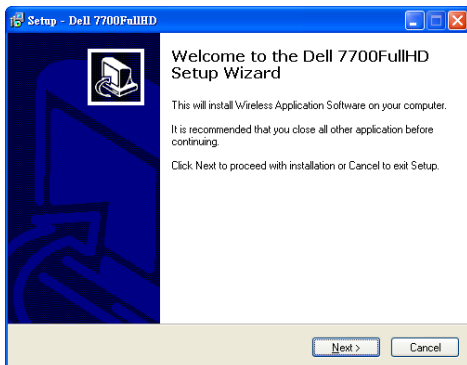 Setup - Dell 7700FullHD
Welcome to the Dell 7700FullHD
Setup Wizard
This will install Wireless Application Software on your computer.
It is recommended that you close all other application before
continuing.
Click Next to proceed with installation or Cancel to exit Setup.
Next >
Cancel